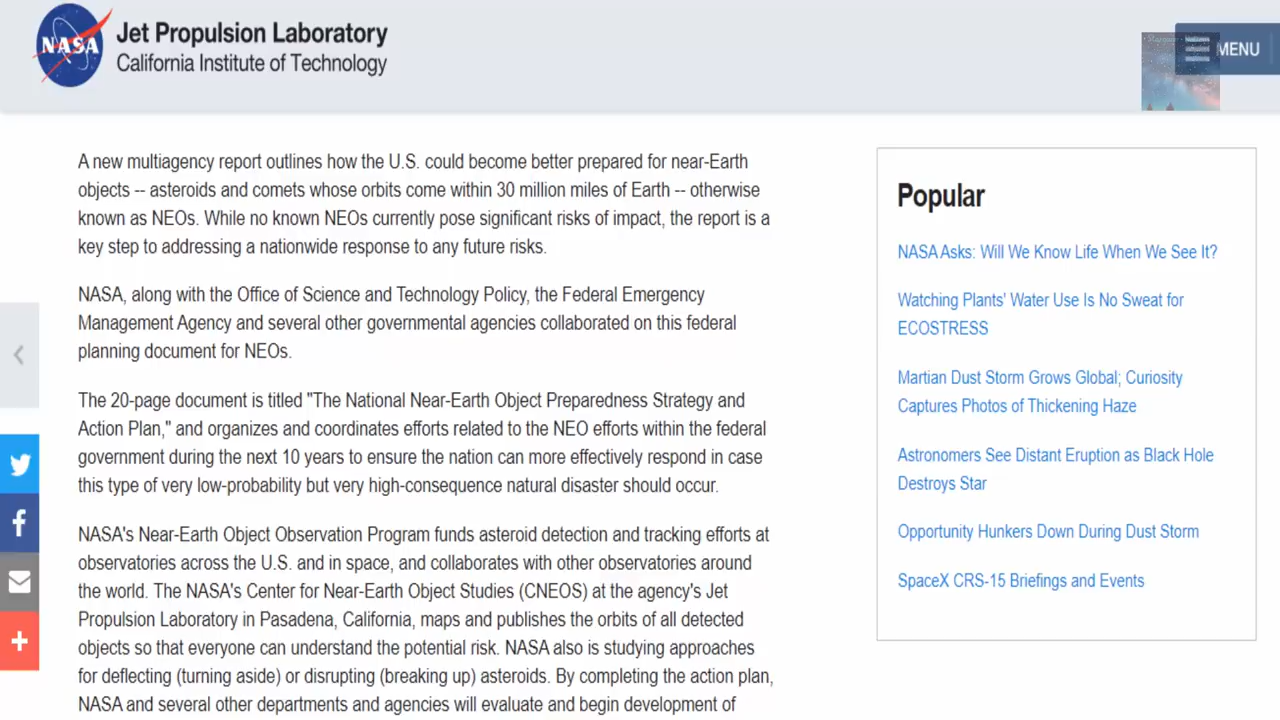 NASA
Jet Propulsion Laboratory
California Institute of Technology
MENU
A new multiagency report outlines how the U.S. could become better prepared for near-Earth
objects -- asteroids and comets whose orbits come within 30 million miles of Earth -- otherwise
known as NEOs. While no known NEOs currently pose significant risks of impact, the report is a
key step to addressing a nationwide response to any future risks.
NASA, along with the Office of Science and Technology Policy, the Federal Emergency
Management Agency and several other governmental agencies collaborated on this federal
planning document for NEOs.
The 20-page document is titled "The National Near-Earth Object Preparedness Strategy and
Action Plan," and organizes and coordinates efforts related to the NEO efforts within the federal
government during the next 10 years to ensure the nation can more effectively respond in case
this type of very low-probability but very high-consequence natural disaster should occur.
NASA's Near-Earth Object Observation Program funds asteroid detection and tracking efforts at
observatories across the U.S. and in space, and collaborates with other observatories around
the world. The NASA's Center for Near-Earth Object Studies (CNEOS) at the agency's Jet
Propulsion Laboratory in Pasadena, California, maps and publishes the orbits of all detected
objects so that everyone can understand the potential risk. NASA also is studying approaches
for deflecting (turning aside) or disrupting (breaking up) asteroids. By completing the action plan,
NASA and several other departments and agencies will evaluate and begin development of
Popular
NASA Asks: Will We Know Life When We See It?
Watching Plants' Water Use Is No Sweat for
ECOSTRESS
Martian Dust Storm Grows Global; Curiosity
Captures Photos of Thickening Haze
Astronomers See Distant Eruption as Black Hole
Destroys Star
Opportunity Hunkers Down During Dust Storm
SpaceX CRS-15 Briefings and Events